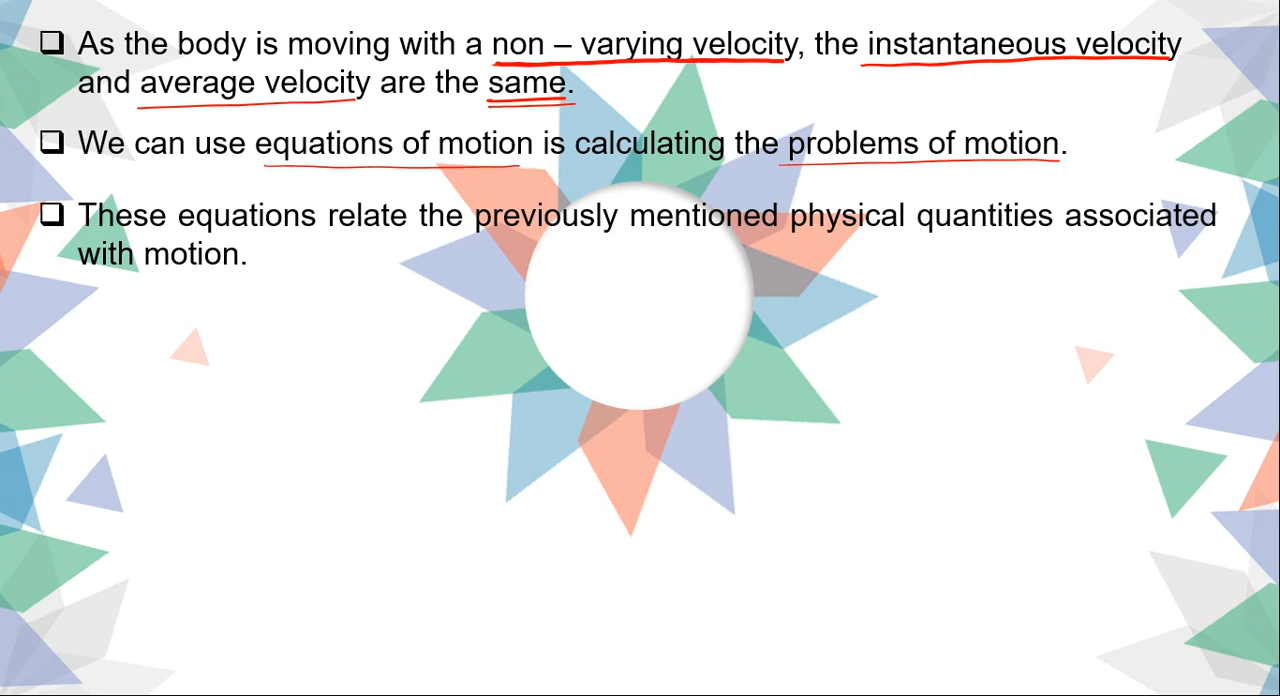 ❑ As the body is moving with a non – varying velocity, the instantaneous velocity
and average velocity are the same.
❑ We can use equations of motion is calculating the problems of motion.
❑ These equations relate the previously mentioned physical quantities associated
with motion.